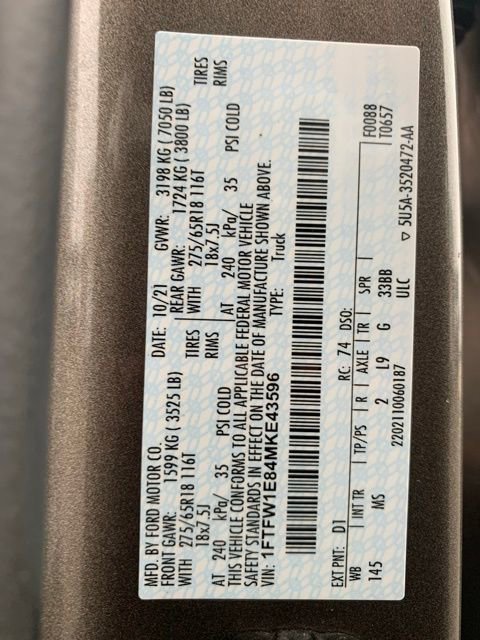 MFD. BY FORD MOTOR CO.
DATE: 10/21 GVWR: 3198 KG ( 7050 LB)
FRONT GAWR: 1599 KG ( 3525 LB) REAR GAWR: 1724 KG ( 3800 LB)
WITH 275/65R18 116T TIRES WITH 275/65R18 116T TIRES
18x7.5J RIMS 18x7.5J RIMS
AT 240 kPa/ 35 PSI COLD AT 240 kPa/ 35 PSI COLD
THIS VEHICLE CONFORMS TO ALL APPLICABLE FEDERAL MOTOR VEHICLE
SAFETY STANDARDS IN EFFECT ON THE DATE OF MANUFACTURE SHOWN ABOVE.
VIN: 1FTFW1E84MKE43596 TYPE: Truck
F0088
T0657
EXT PNT: D1 RC: 74 DSO:
WB INT TR TP/PS R AXLE TR SPR
145 MS 2 L9 G 33BB
2202110060187 ULC
▽ 5U5A-3520472-AA